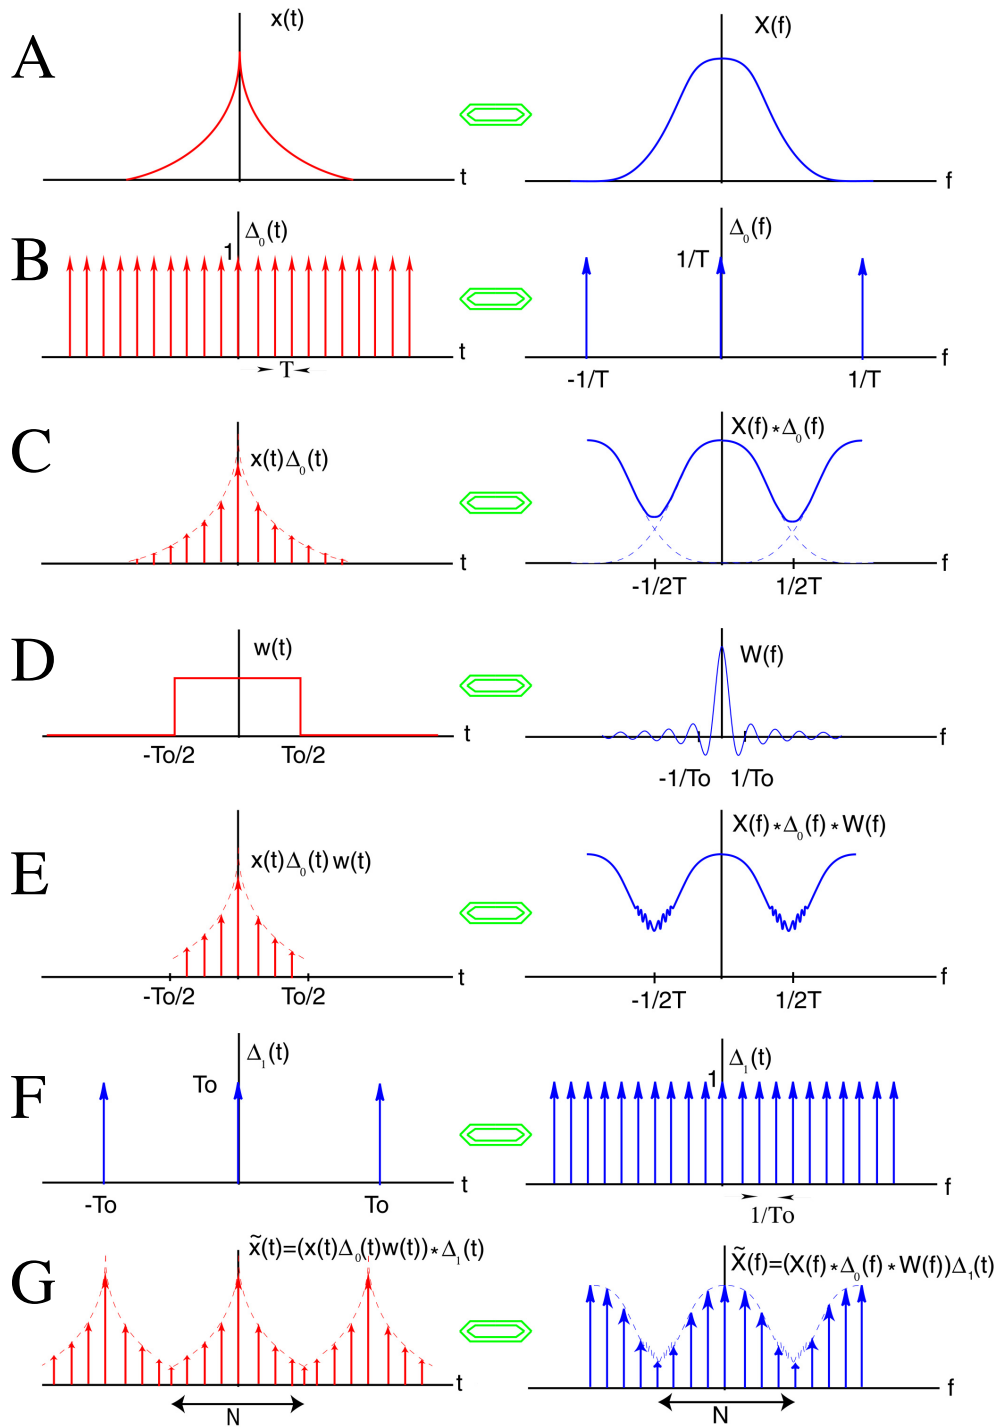 A
x(t)
X(f)
t
f
B
Δ₀(t)
1
T
t
Δ₀(f)
1/T
-1/T
1/T
f
C
x(t)Δ₀(t)
t
X(f)*Δ₀(f)
-1/2T
1/2T
f
D
w(t)
-To/2
To/2
t
W(f)
-1/To
1/To
f
E
x(t)Δ₀(t)w(t)
-To/2
To/2
t
X(f)*Δ₀(f)*W(f)
-1/2T
1/2T
f
F
Δ₁(t)
To
-To
To
t
Δ₁(t)
1
1/To
f
G
x̃(t)=(x(t)Δ₀(t)w(t))*Δ₁(t)
N
t
X̃(f)=(X(f)*Δ₀(f)*W(f))Δ₁(t)
N
f